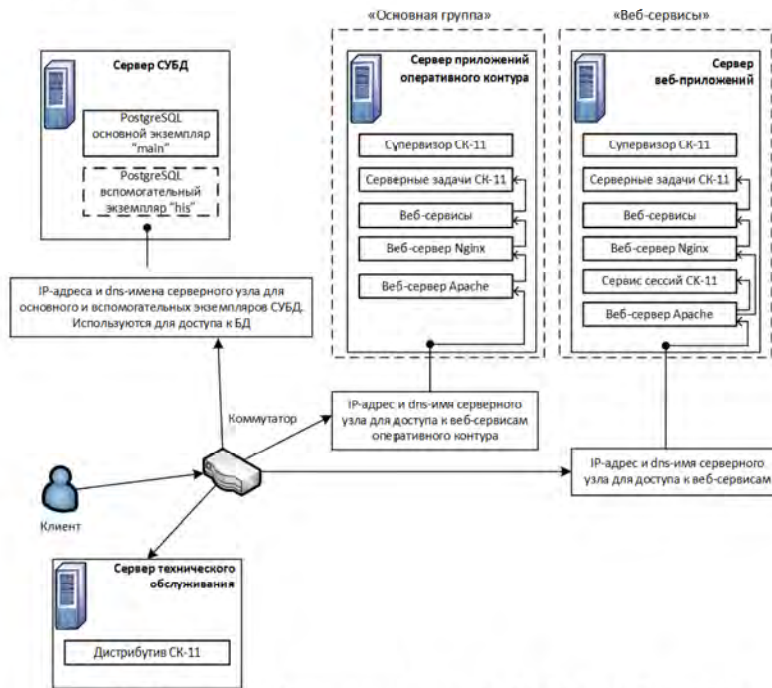 «Основная группа»
«Веб-сервисы»
Сервер СУБД
PostgreSQL
основной экземпляр
"main"
PostgreSQL
вспомогательный
экземпляр "his"
Сервер приложений
оперативного контура
Супервизор СК-11
Серверные задачи СК-11
Веб-сервисы
Веб-сервер Nginx
Веб-сервер Apache
Сервер
веб-приложений
Супервизор СК-11
Серверные задачи СК-11
Веб-сервисы
Веб-сервер Nginx
Сервис сессий СК-11
Веб-сервер Apache
IP-адреса и dns-имена серверного узла для
основного и вспомогательных экземпляров СУБД.
Используются для доступа к БД
Коммутатор
IP-адрес и dns-имя серверного
узла для доступа к веб-сервисам
оперативного контура
IP-адрес и dns-имя серверного
узла для доступа к веб-сервисам
Клиент
Сервер технического
обслуживания
Дистрибутив СК-11